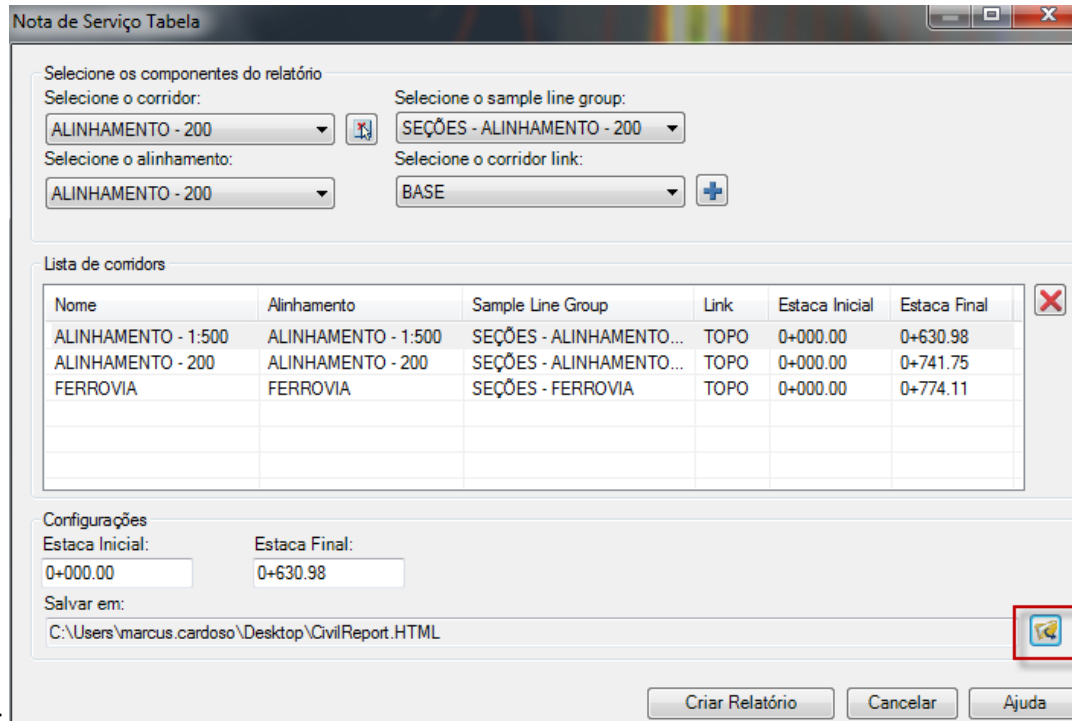 Nota de Serviço Tabela
Selecione os componentes do relatório
Selecione o corridor: Selecione o sample line group:
ALINHAMENTO - 200 SEÇÕES - ALINHAMENTO - 200
Selecione o alinhamento: Selecione o corridor link:
ALINHAMENTO - 200 BASE
Lista de corridors
Nome Alinhamento Sample Line Group Link Estaca Inicial Estaca Final
ALINHAMENTO - 1:500 ALINHAMENTO - 1:500 SEÇÕES - ALINHAMENTO... TOPO 0+000.00 0+630.98
ALINHAMENTO - 200 ALINHAMENTO - 200 SEÇÕES - ALINHAMENTO... TOPO 0+000.00 0+741.75
FERROVIA FERROVIA SEÇÕES - FERROVIA TOPO 0+000.00 0+774.11
Configurações
Estaca Inicial: Estaca Final:
0+000.00 0+630.98
Salvar em:
C:\Users\marcus.cardoso\Desktop\CivilReport.HTML
Criar Relatório Cancelar Ajuda